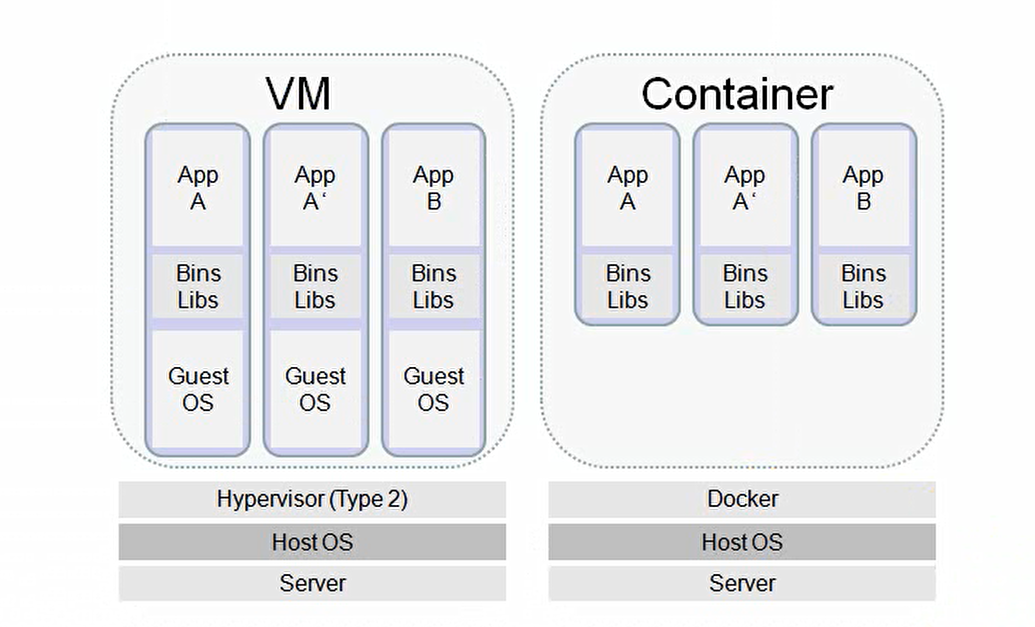 VM
App
A
App
A‘
App
B
Bins
Libs
Bins
Libs
Bins
Libs
Guest
OS
Guest
OS
Guest
OS
Hypervisor (Type 2)
Host OS
Server
Container
App
A
App
A‘
App
B
Bins
Libs
Bins
Libs
Bins
Libs
Docker
Host OS
Server